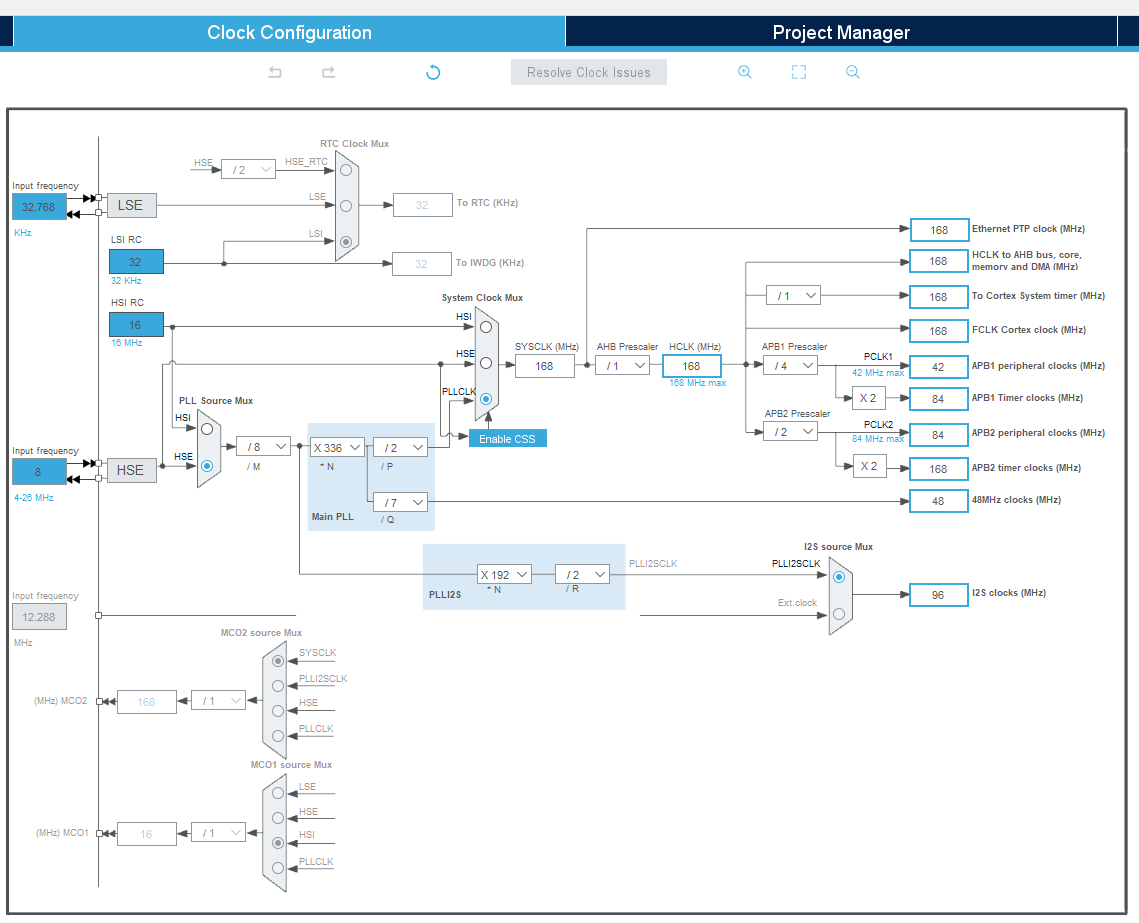 Clock Configuration
Project Manager
Resolve Clock Issues
RTC Clock Mux
HSE
/ 2
HSE_RTC
Input frequency
32.768
KHz
LSE
LSE
32
To RTC (KHz)
LSI RC
32
32 KHz
LSI
32
To IWDG (KHz)
HSI RC
16
16 MHz
System Clock Mux
HSI
HSE
PLLCLK
SYSCLK (MHz)
168
AHB Prescaler
/ 1
HCLK (MHz)
168
168 MHz max
Enable CSS
168
Ethernet PTP clock (MHz)
168
HCLK to AHB bus, core,
memory and DMA (MHz)
/ 1
168
To Cortex System timer (MHz)
168
FCLK Cortex clock (MHz)
APB1 Prescaler
/ 4
PCLK1
42 MHz max
42
APB1 peripheral clocks (MHz)
X 2
84
APB1 Timer clocks (MHz)
APB2 Prescaler
/ 2
PCLK2
84 MHz max
84
APB2 peripheral clocks (MHz)
X 2
168
APB2 timer clocks (MHz)
48
48MHz clocks (MHz)
PLL Source Mux
HSI
HSE
Input frequency
8
4-26 MHz
HSE
/ 8
/ M
X 336
* N
/ 2
/ P
/ 7
/ Q
Main PLL
PLLI2S
X 192
* N
/ 2
/ R
PLLI2SCLK
I2S source Mux
PLLI2SCLK
Ext.clock
96
I2S clocks (MHz)
Input frequency
12.288
MHz
MCO2 source Mux
SYSCLK
PLLI2SCLK
HSE
PLLCLK
(MHz) MCO2
168
/ 1
MCO1 source Mux
LSE
HSE
HSI
PLLCLK
(MHz) MCO1
16
/ 1